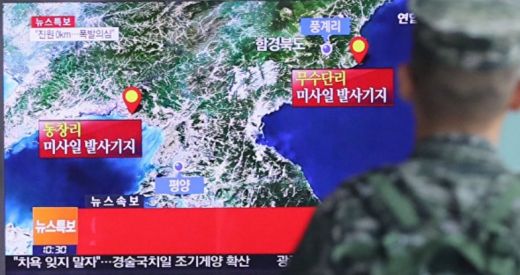 뉴스특보
"진원 0km…폭발의심"
풍계리
함경북도
무수단리
미사일 발사기지
동창리
미사일 발사기지
평양
뉴스속보
뉴스특보
10:30
"치욕 잊지 말자"…경술국치일 조기게양 확산